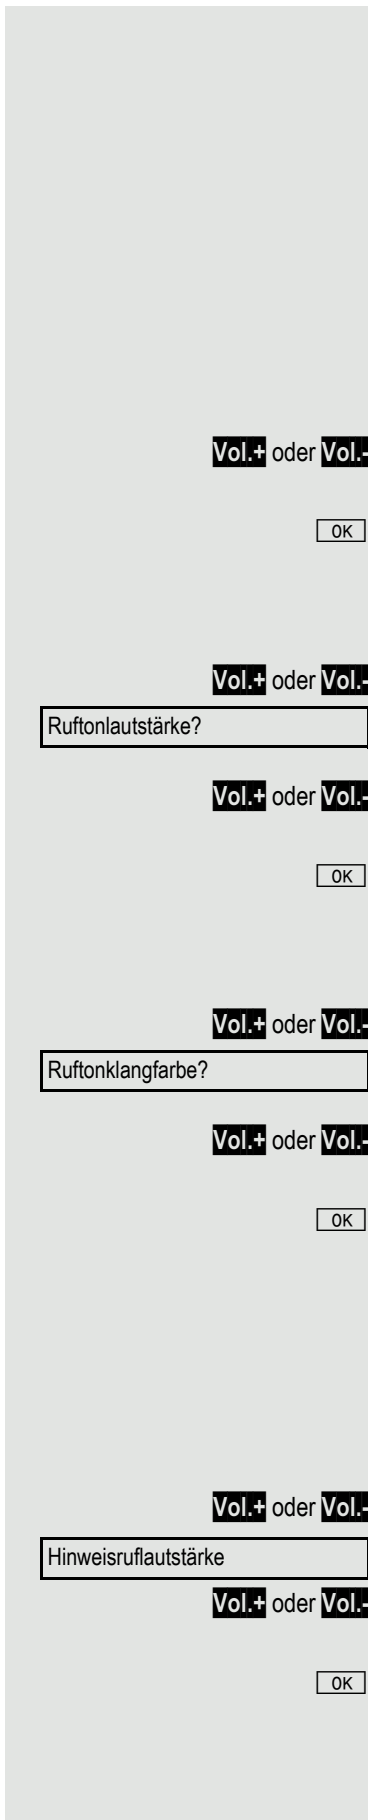 Vol.+ oder Vol.-
OK
Vol.+ oder Vol.-
Ruftonlautstärke?
Vol.+ oder Vol.-
OK
Vol.+ oder Vol.-
Ruftonklangfarbe?
Vol.+ oder Vol.-
OK
Vol.+ oder Vol.-
Hinweisruflautstärke
Vol.+ oder Vol.-
OK